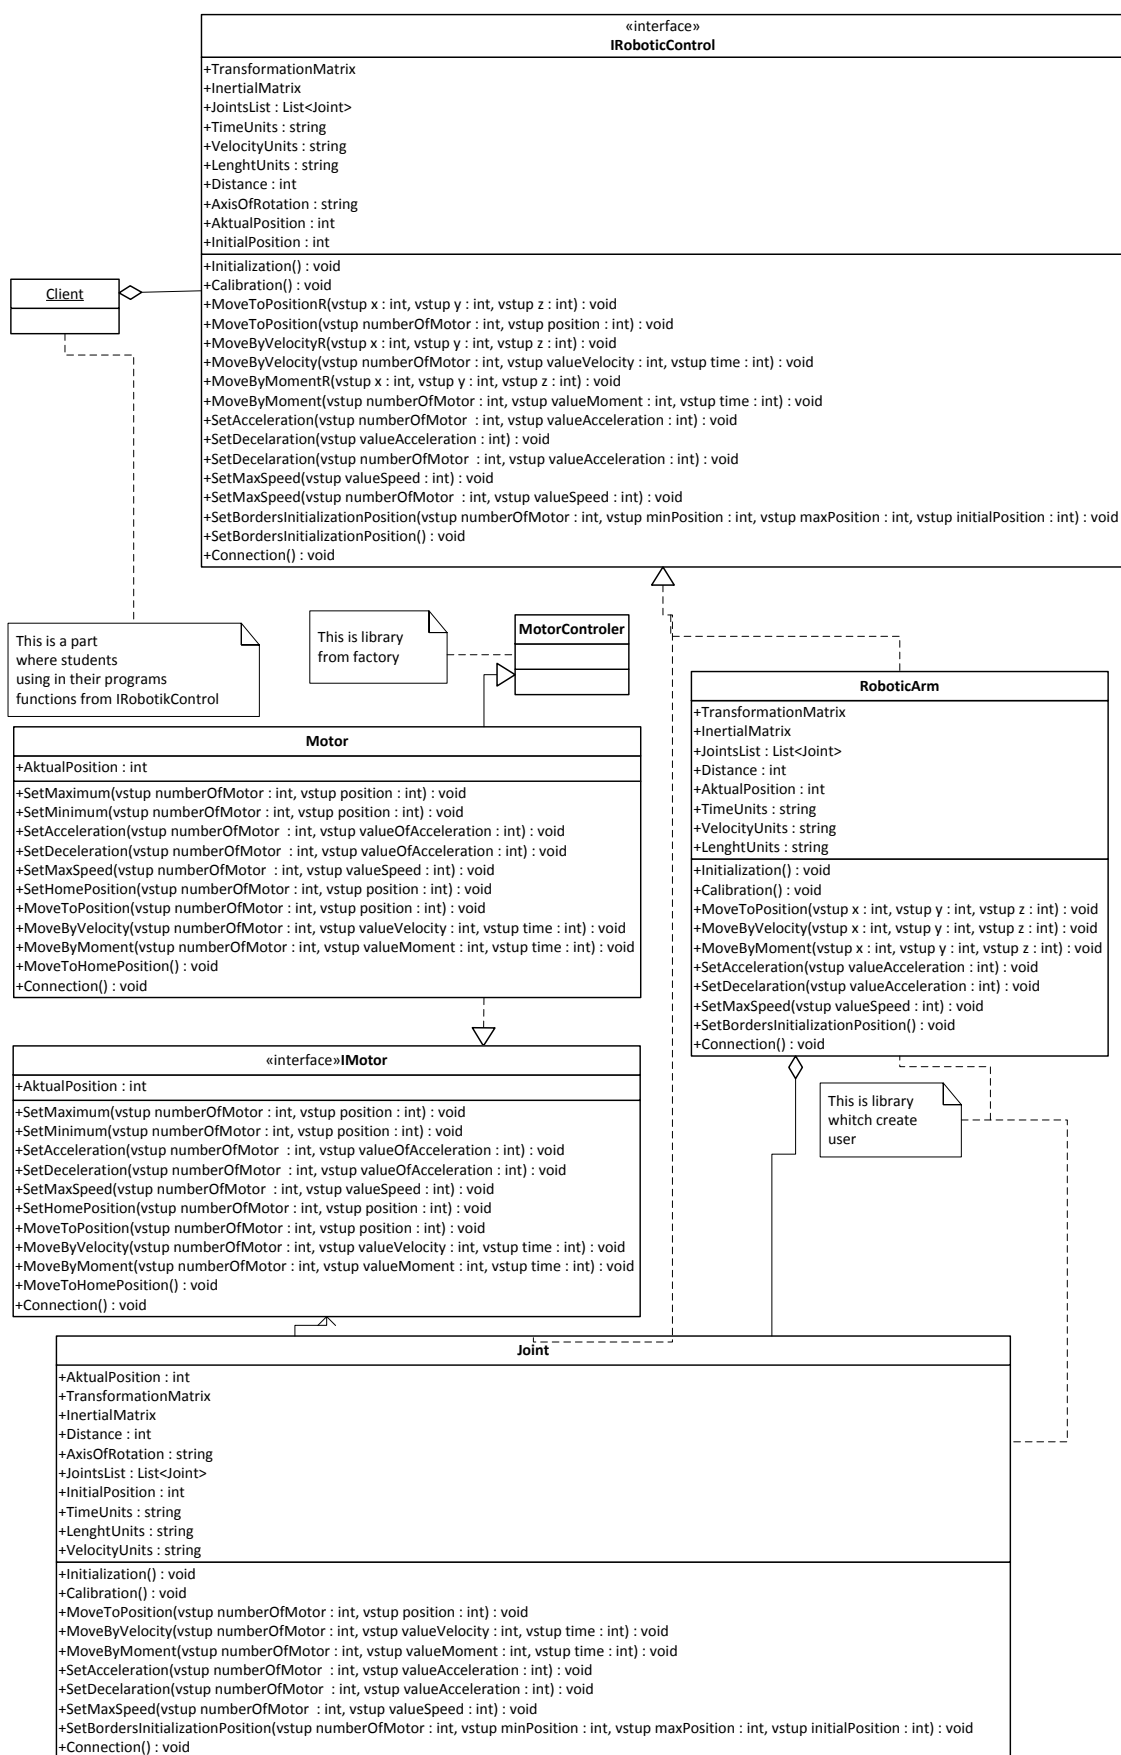 «interface»
IRoboticControl
+TransformationMatrix
+InertialMatrix
+JointsList : List<Joint>
+TimeUnits : string
+VelocityUnits : string
+LenghtUnits : string
+Distance : int
+AxisOfRotation : string
+AktualPosition : int
+InitialPosition : int
+Initialization() : void
+Calibration() : void
+MoveToPositionR(vstup x : int, vstup y : int, vstup z : int) : void
+MoveToPosition(vstup numberOfMotor : int, vstup position : int) : void
+MoveByVelocityR(vstup x : int, vstup y : int, vstup z : int) : void
+MoveByVelocity(vstup numberOfMotor : int, vstup valueVelocity : int, vstup time : int) : void
+MoveByMomentR(vstup x : int, vstup y : int, vstup z : int) : void
+MoveByMoment(vstup numberOfMotor : int, vstup valueMoment : int, vstup time : int) : void
+SetAcceleration(vstup numberOfMotor  : int, vstup valueAcceleration : int) : void
+SetDecelaration(vstup valueAcceleration : int) : void
+SetDecelaration(vstup numberOfMotor  : int, vstup valueAcceleration : int) : void
+SetMaxSpeed(vstup valueSpeed : int) : void
+SetMaxSpeed(vstup numberOfMotor  : int, vstup valueSpeed : int) : void
+SetBordersInitializationPosition(vstup numberOfMotor : int, vstup minPosition : int, vstup maxPosition : int, vstup initialPosition : int) : void
+SetBordersInitializationPosition() : void
+Connection() : void
Client
This is a part
where students
using in their programs
functions from IRobotikControl
This is library
from factory
MotorControler
RoboticArm
+TransformationMatrix
+InertialMatrix
+JointsList : List<Joint>
+Distance : int
+AktualPosition : int
+TimeUnits : string
+VelocityUnits : string
+LenghtUnits : string
+Initialization() : void
+Calibration() : void
+MoveToPosition(vstup x : int, vstup y : int, vstup z : int) : void
+MoveByVelocity(vstup x : int, vstup y : int, vstup z : int) : void
+MoveByMoment(vstup x : int, vstup y : int, vstup z : int) : void
+SetAcceleration(vstup valueAcceleration : int) : void
+SetDecelaration(vstup valueAcceleration : int) : void
+SetMaxSpeed(vstup valueSpeed : int) : void
+SetBordersInitializationPosition() : void
+Connection() : void
Motor
+AktualPosition : int
+SetMaximum(vstup numberOfMotor : int, vstup position : int) : void
+SetMinimum(vstup numberOfMotor : int, vstup position : int) : void
+SetAcceleration(vstup numberOfMotor  : int, vstup valueOfAcceleration : int) : void
+SetDeceleration(vstup numberOfMotor  : int, vstup valueOfAcceleration : int) : void
+SetMaxSpeed(vstup numberOfMotor  : int, vstup valueSpeed : int) : void
+SetHomePosition(vstup numberOfMotor : int, vstup position : int) : void
+MoveToPosition(vstup numberOfMotor : int, vstup position : int) : void
+MoveByVelocity(vstup numberOfMotor : int, vstup valueVelocity : int, vstup time : int) : void
+MoveByMoment(vstup numberOfMotor : int, vstup valueMoment : int, vstup time : int) : void
+MoveToHomePosition() : void
+Connection() : void
«interface»IMotor
+AktualPosition : int
+SetMaximum(vstup numberOfMotor : int, vstup position : int) : void
+SetMinimum(vstup numberOfMotor : int, vstup position : int) : void
+SetAcceleration(vstup numberOfMotor  : int, vstup valueOfAcceleration : int) : void
+SetDeceleration(vstup numberOfMotor  : int, vstup valueOfAcceleration : int) : void
+SetMaxSpeed(vstup numberOfMotor  : int, vstup valueSpeed : int) : void
+SetHomePosition(vstup numberOfMotor : int, vstup position : int) : void
+MoveToPosition(vstup numberOfMotor : int, vstup position : int) : void
+MoveByVelocity(vstup numberOfMotor : int, vstup valueVelocity : int, vstup time : int) : void
+MoveByMoment(vstup numberOfMotor : int, vstup valueMoment : int, vstup time : int) : void
+MoveToHomePosition() : void
+Connection() : void
This is library
whitch create
user
Joint
+AktualPosition : int
+TransformationMatrix
+InertialMatrix
+Distance : int
+AxisOfRotation : string
+JointsList : List<Joint>
+InitialPosition : int
+TimeUnits : string
+LenghtUnits : string
+VelocityUnits : string
+Initialization() : void
+Calibration() : void
+MoveToPosition(vstup numberOfMotor : int, vstup position : int) : void
+MoveByVelocity(vstup numberOfMotor : int, vstup valueVelocity : int, vstup time : int) : void
+MoveByMoment(vstup numberOfMotor : int, vstup valueMoment : int, vstup time : int) : void
+SetAcceleration(vstup numberOfMotor  : int, vstup valueAcceleration : int) : void
+SetDecelaration(vstup numberOfMotor  : int, vstup valueAcceleration : int) : void
+SetMaxSpeed(vstup numberOfMotor  : int, vstup valueSpeed : int) : void
+SetBordersInitializationPosition(vstup numberOfMotor : int, vstup minPosition : int, vstup maxPosition : int, vstup initialPosition : int) : void
+Connection() : void